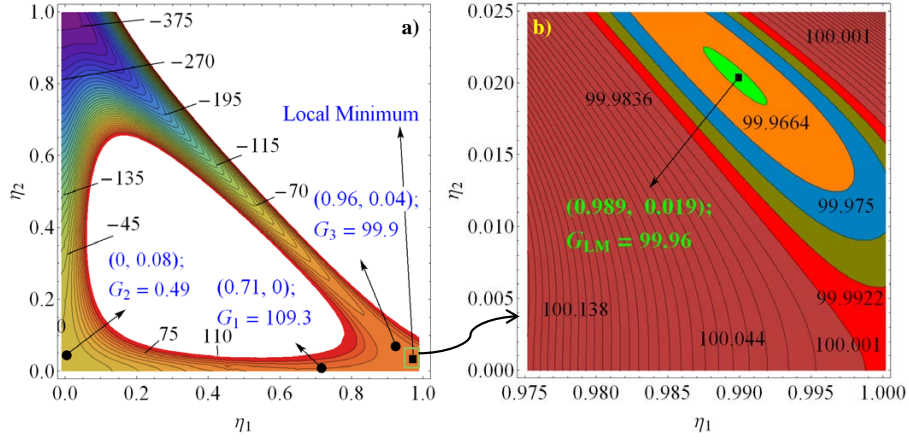 a)
1.0
0.8
0.6
0.4
0.2
0.0
η2
-375
-270
-195
-115
-70
-135
-45
0
75
110
Local Minimum
(0.96, 0.04);
G3 = 99.9
(0, 0.08);
G2 = 0.49
(0.71, 0);
G1 = 109.3
0.0 0.2 0.4 0.6 0.8 1.0
η1
b)
0.025
0.020
0.015
0.010
0.005
0.000
η2
100.001
99.9836
99.9664
99.975
(0.989, 0.019);
GLM = 99.96
99.9922
100.138
100.044
100.001
0.975 0.980 0.985 0.990 0.995 1.000
η1